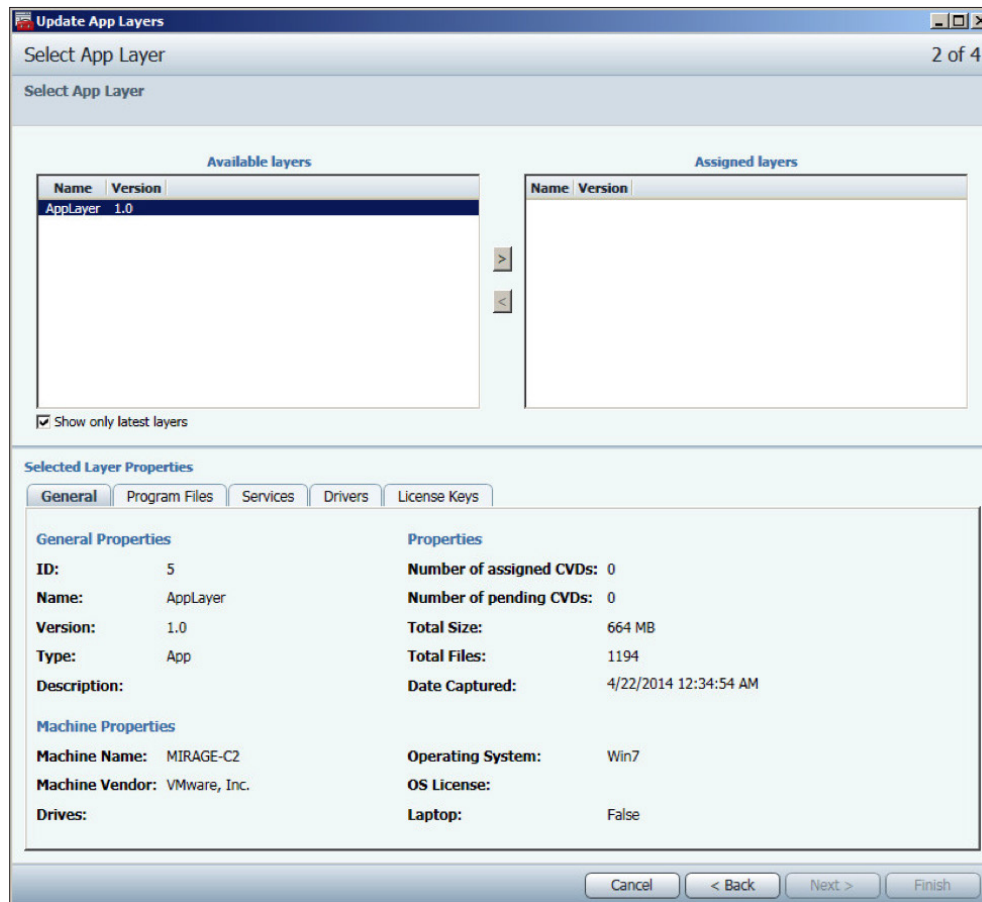 Update App Layers
Select App Layer 2 of 4
Select App Layer
Available layers Assigned layers
Name Version Name Version
AppLayer 1.0
>
<
Show only latest layers
Selected Layer Properties
General Program Files Services Drivers License Keys
General Properties Properties
ID: 5 Number of assigned CVDs: 0
Name: AppLayer Number of pending CVDs: 0
Version: 1.0 Total Size: 664 MB
Type: App Total Files: 1194
Description: Date Captured: 4/22/2014 12:34:54 AM
Machine Properties
Machine Name: MIRAGE-C2 Operating System: Win7
Machine Vendor: VMware, Inc. OS License:
Drives: Laptop: False
Cancel < Back Next > Finish